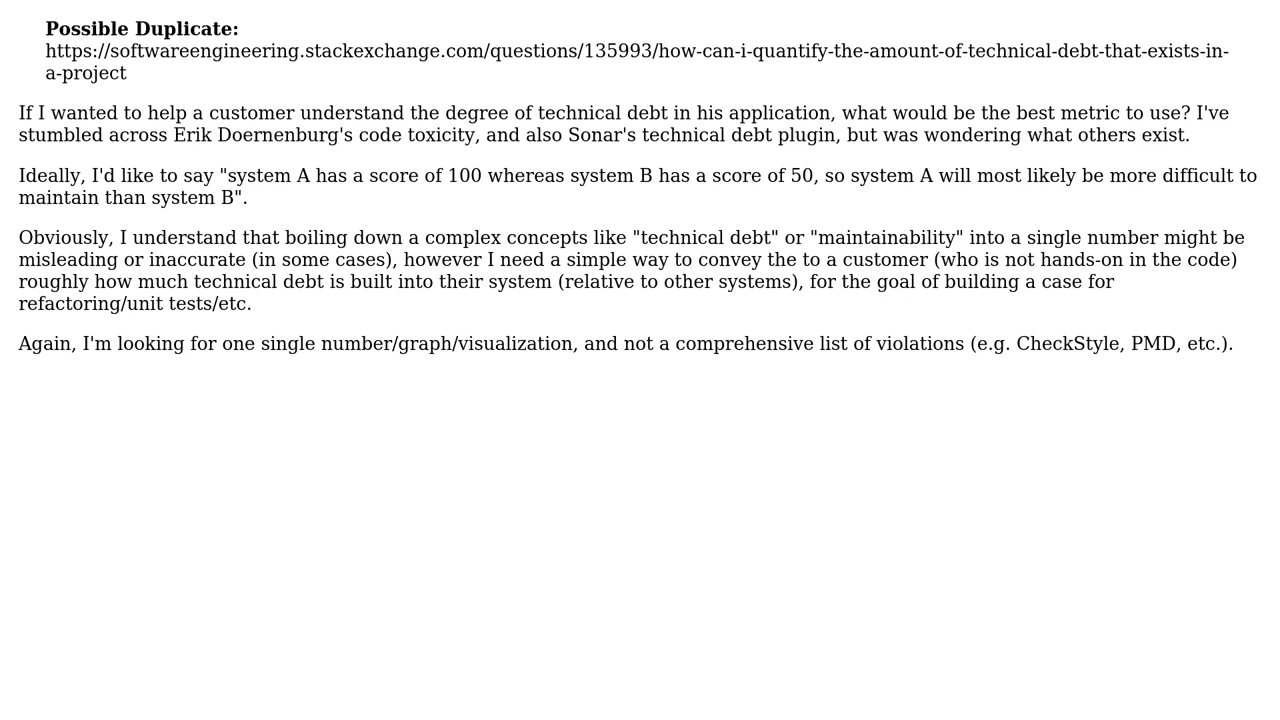 Possible Duplicate:
https://softwareengineering.stackexchange.com/questions/135993/how-can-i-quantify-the-amount-of-technical-debt-that-exists-in-
a-project
If I wanted to help a customer understand the degree of technical debt in his application, what would be the best metric to use? I've
stumbled across Erik Doernenburg's code toxicity, and also Sonar's technical debt plugin, but was wondering what others exist.
Ideally, I'd like to say "system A has a score of 100 whereas system B has a score of 50, so system A will most likely be more difficult to
maintain than system B".
Obviously, I understand that boiling down a complex concepts like "technical debt" or "maintainability" into a single number might be
misleading or inaccurate (in some cases), however I need a simple way to convey the to a customer (who is not hands-on in the code)
roughly how much technical debt is built into their system (relative to other systems), for the goal of building a case for
refactoring/unit tests/etc.
Again, I'm looking for one single number/graph/visualization, and not a comprehensive list of violations (e.g. CheckStyle, PMD, etc.).